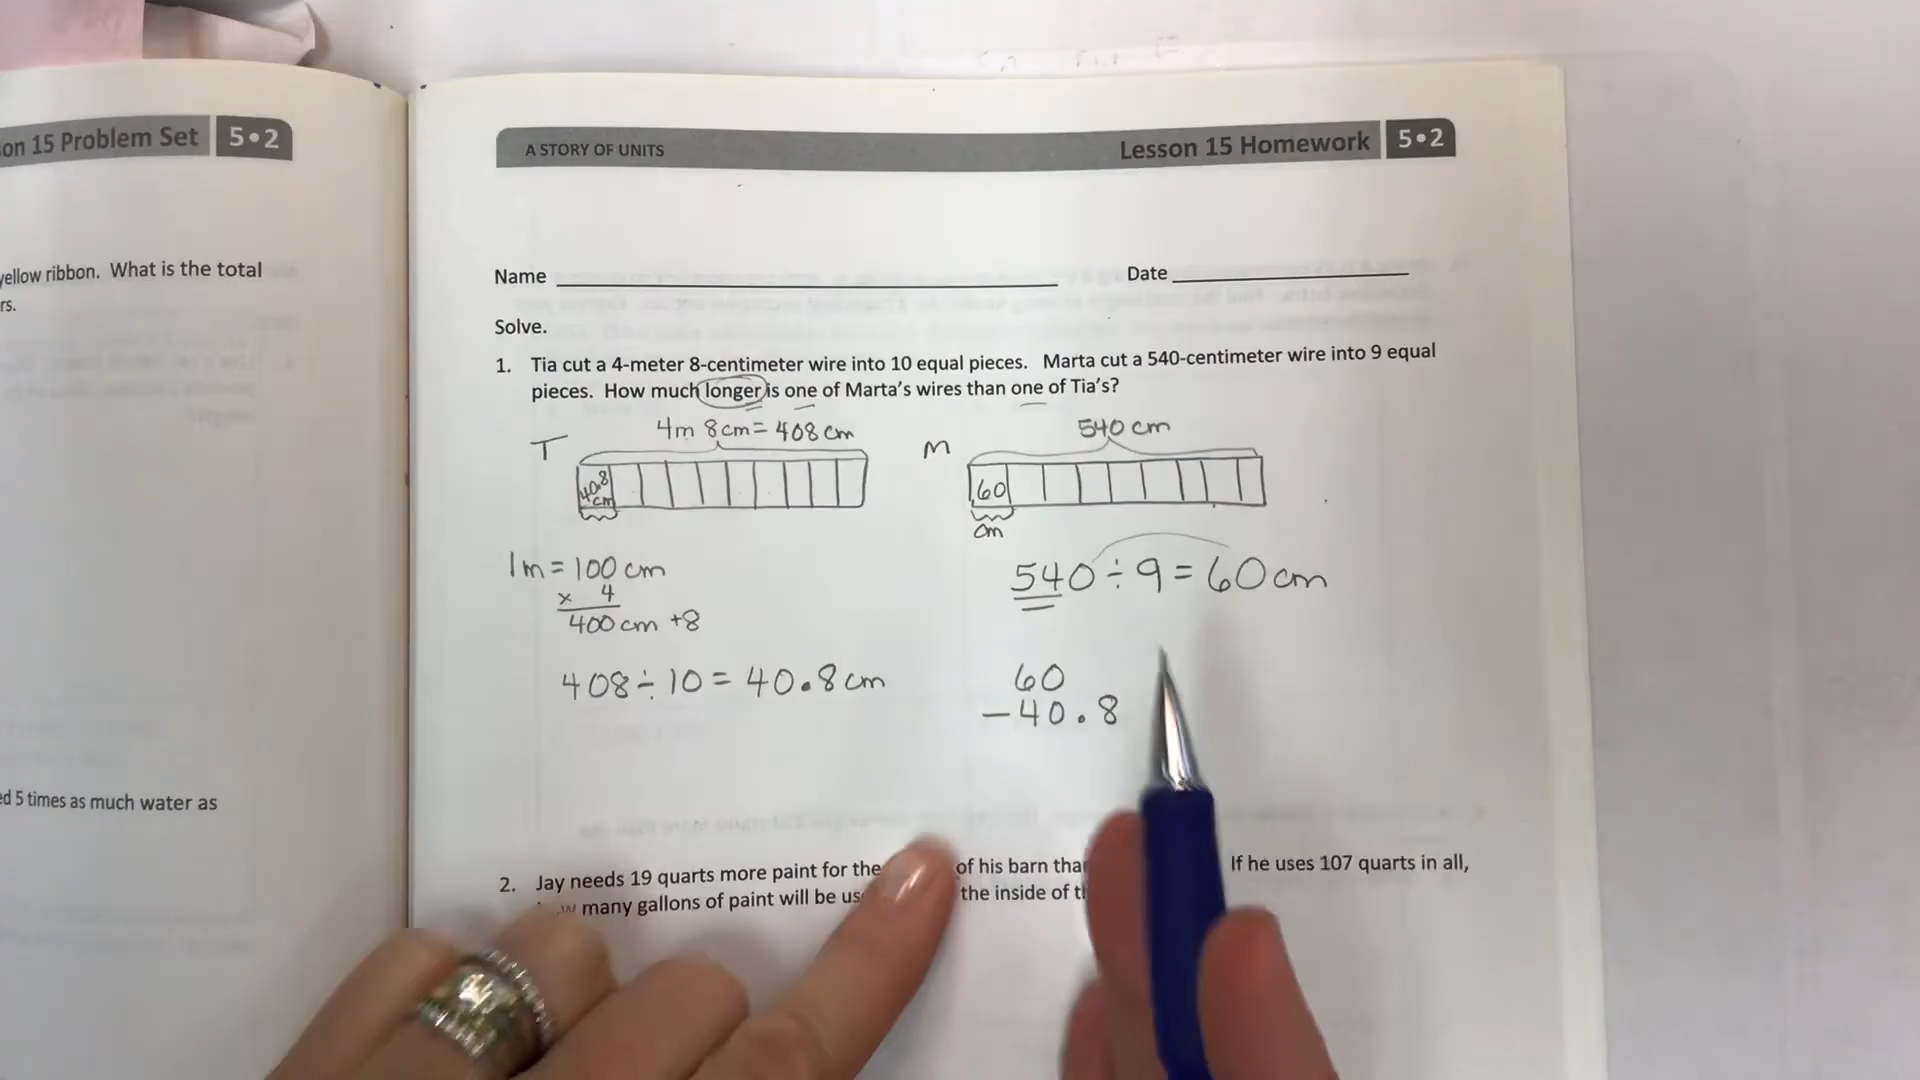 on 15 Problem Set 5•2
yellow ribbon. What is the total
rs.
ed 5 times as much water as
A STORY OF UNITS
Lesson 15 Homework 5•2
Name
Date
Solve.
1. Tia cut a 4-meter 8-centimeter wire into 10 equal pieces. Marta cut a 540-centimeter wire into 9 equal
pieces. How much longer is one of Marta's wires than one of Tia's?
4m 8cm = 408 cm
540 cm
T
M
40.8
cm
60
cm
1m = 100 cm
x 4
400 cm +8
540 ÷ 9 = 60 cm
408 ÷ 10 = 40.8 cm
60
- 40.8
2. Jay needs 19 quarts more paint for the of his barn tha If he uses 107 quarts in all,
many gallons of paint will be us the inside of t